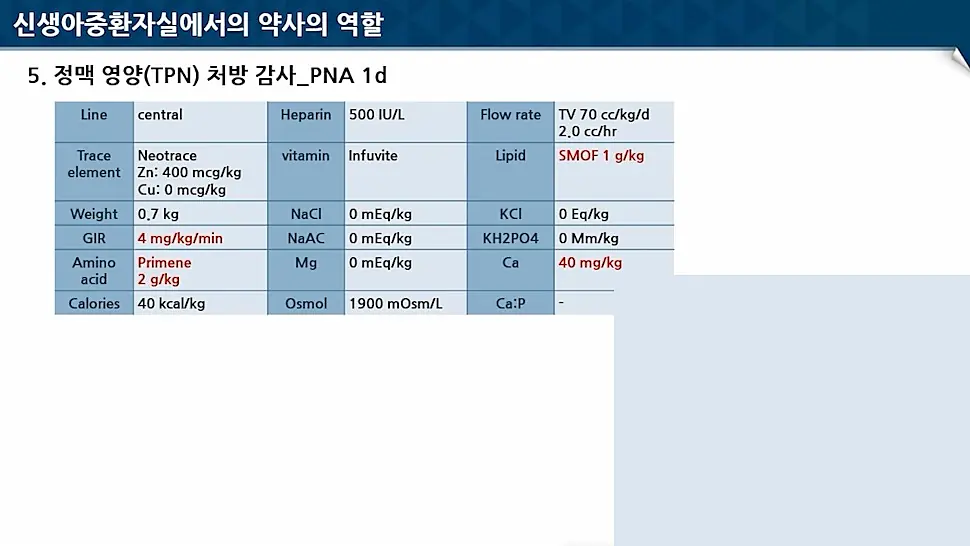 신생아중환자실에서의 약사의 역할
5. 정맥 영양(TPN) 처방 감사_PNA 1d
Line central Heparin 500 IU/L Flow rate TV 70 cc/kg/d
2.0 cc/hr
Trace element Neotrace vitamin Infuvite Lipid SMOF 1 g/kg
Zn: 400 mcg/kg
Cu: 0 mcg/kg
Weight 0.7 kg NaCl 0 mEq/kg KCl 0 Eq/kg
GIR 4 mg/kg/min NaAC 0 mEq/kg KH2PO4 0 Mm/kg
Amino acid Primene Mg 0 mEq/kg Ca 40 mg/kg
2 g/kg
Calories 40 kcal/kg Osmol 1900 mOsm/L Ca:P -